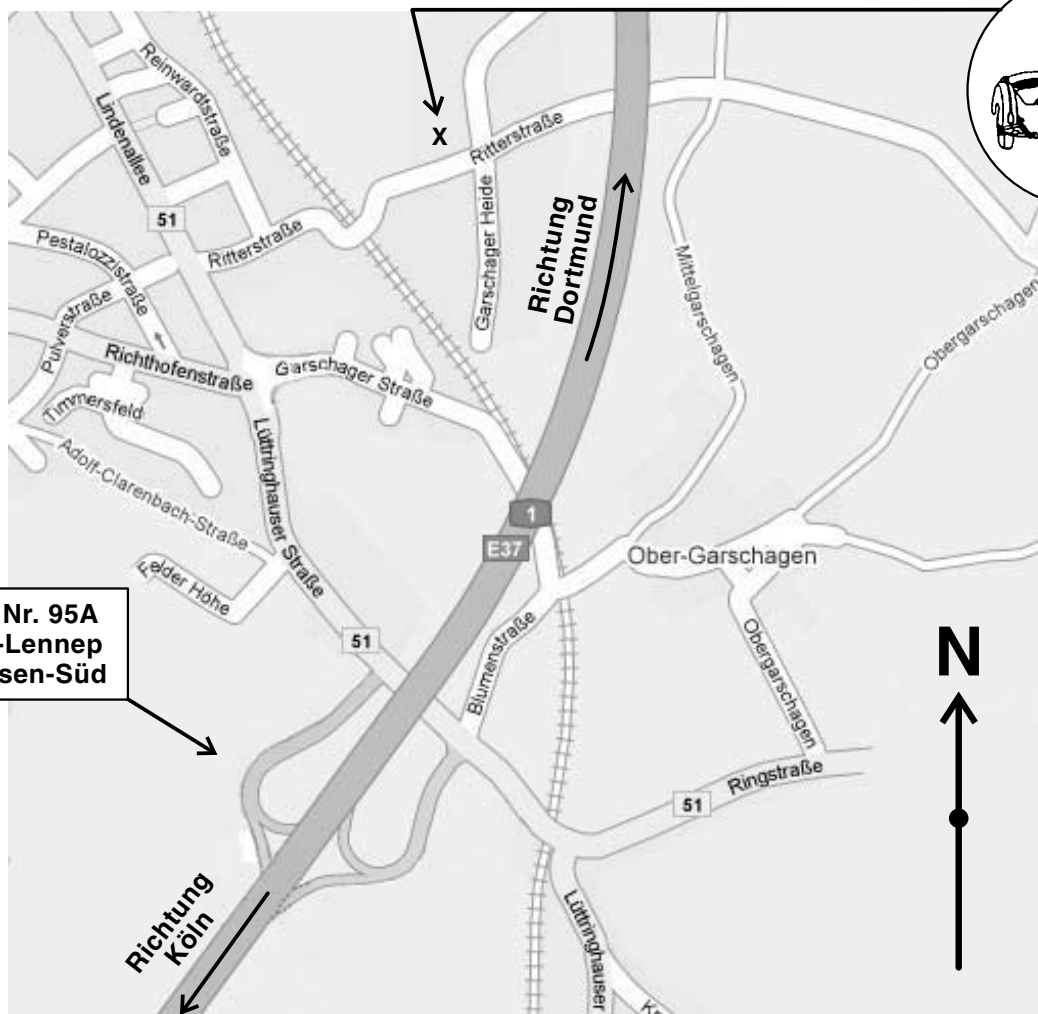 Reinwardtstraße
Lindenallee
X
Ritterstraße
51
Garschager Heide
Richtung
Dortmund
Pestalozzistraße
Ritterstraße
Mittelgarschagen
Pulverstraße
Obergarschagen
Richthofenstraße
Garschager Straße
Timmersfeld
Lüttringhauser Straße
Adolf-Clarenbach-Straße
1
E37
Ober-Garschagen
Felder Höhe
Nr. 95A
-Lennep
sen-Süd
51
Blumenstraße
Obergarschagen
N
Ringstraße
51
Richtung
Köln
Lüttringhauser